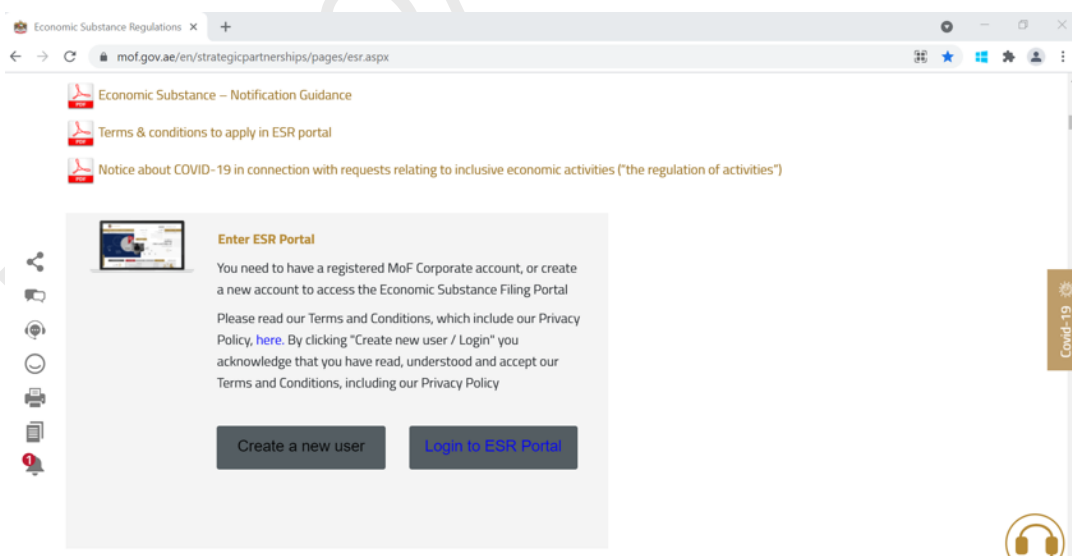 Economic Substance Regulations
mof.gov.ae/en/strategicpartnerships/pages/esr.aspx
PDF Economic Substance – Notification Guidance
PDF Terms & conditions to apply in ESR portal
PDF Notice about COVID-19 in connection with requests relating to inclusive economic activities ("the regulation of activities")
Enter ESR Portal
You need to have a registered MoF Corporate account, or create
a new account to access the Economic Substance Filing Portal
Please read our Terms and Conditions, which include our Privacy
Policy, here. By clicking "Create new user / Login" you
acknowledge that you have read, understood and accept our
Terms and Conditions, including our Privacy Policy
Create a new user
Login to ESR Portal
Covid-19
1